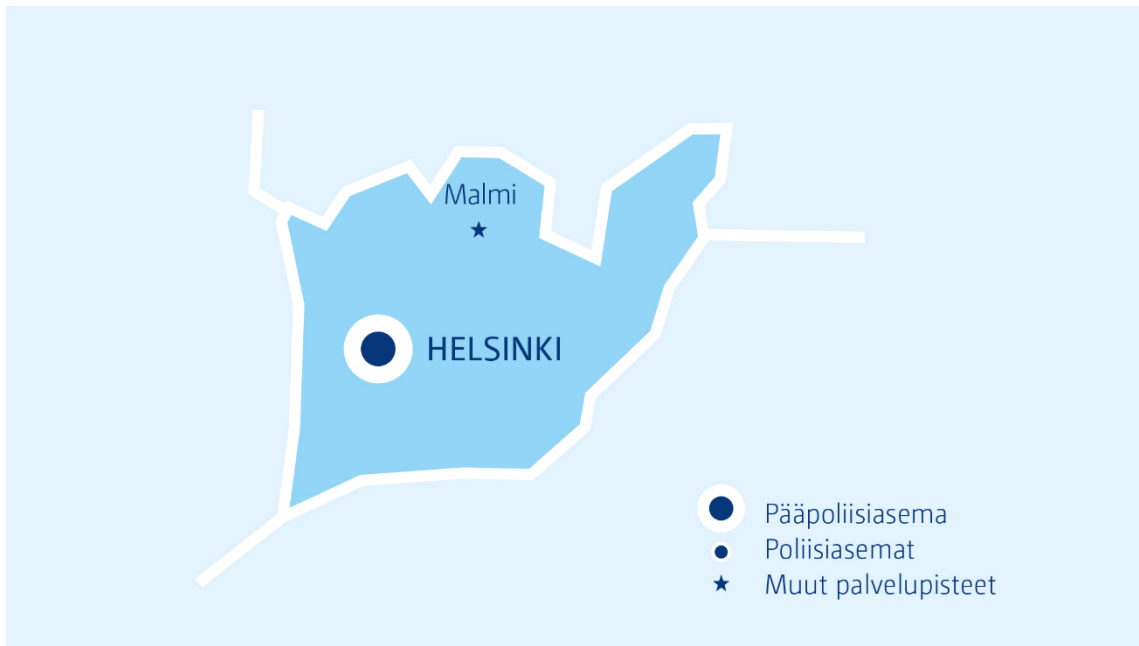 Malmi
HELSINKI
Pääpoliisiasema
Poliisiasemat
Muut palvelupisteet